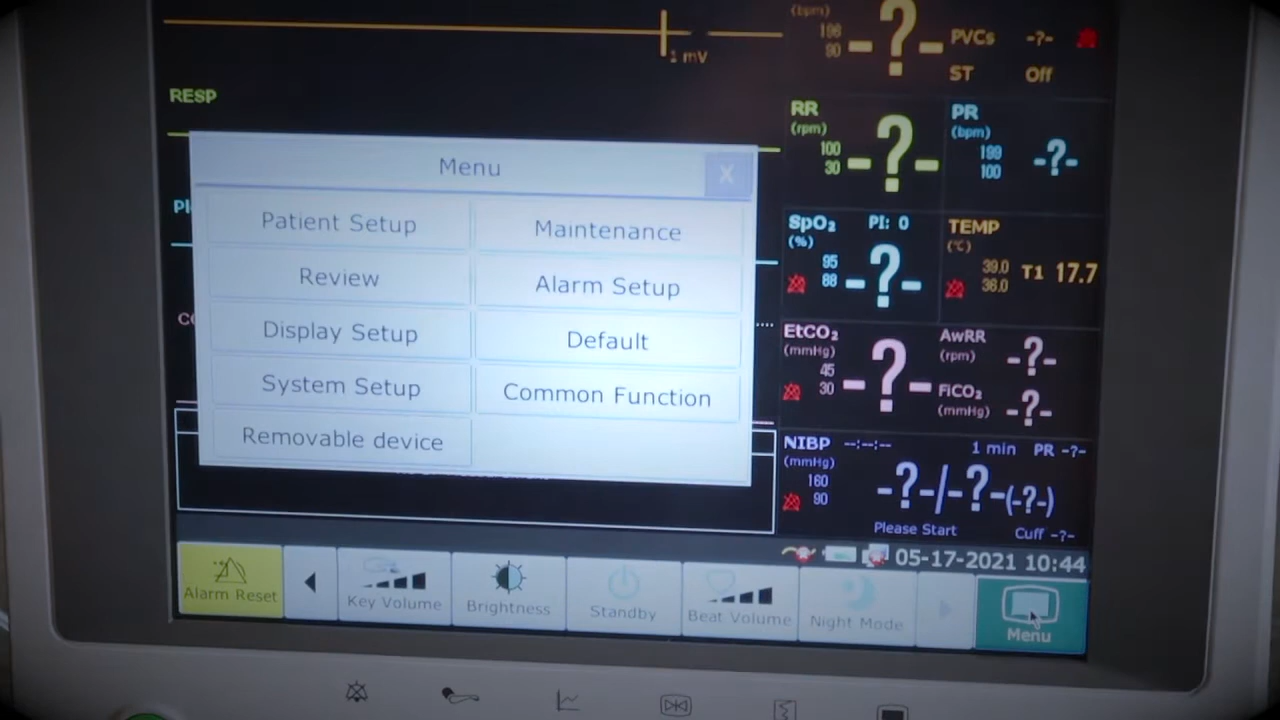 (bpm)
198
90
-?-
PVCs -?-
ST Off
1 mV
RESP
RR
(rpm)
100
30
-?-
PR
(bpm)
199
100
-?-
Menu X
Patient Setup Maintenance
Review Alarm Setup
Display Setup Default
System Setup Common Function
Removable device
SpO₂ PI: 0
(%)
95
88
-?-
TEMP
(°C)
39.0
36.0
T1 17.7
EtCO₂
(mmHg)
45
30
-?-
AwRR
(rpm)
-?-
FiCO₂
(mmHg)
-?-
NIBP --:--:-- 1 min PR -?-
(mmHg)
160
90
-?-/-?-(-?-)
Please Start Cuff -?-
05-17-2021 10:44
Alarm Reset Key Volume Brightness Standby Beat Volume Night Mode Menu